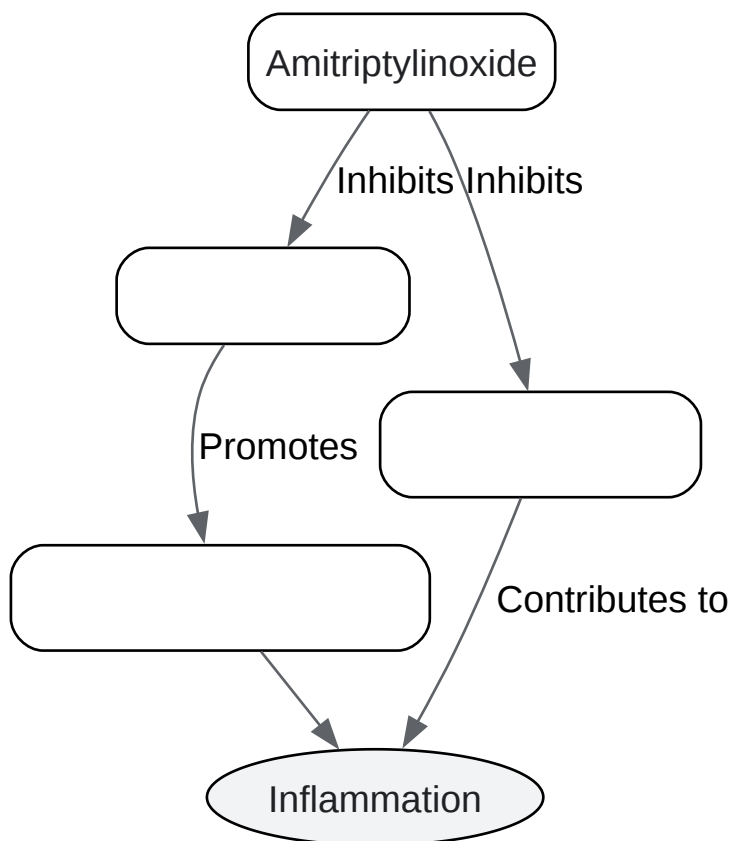 Amitriptylinoxide
Inhibits Inhibits
Promotes
Contributes to
Inflammation